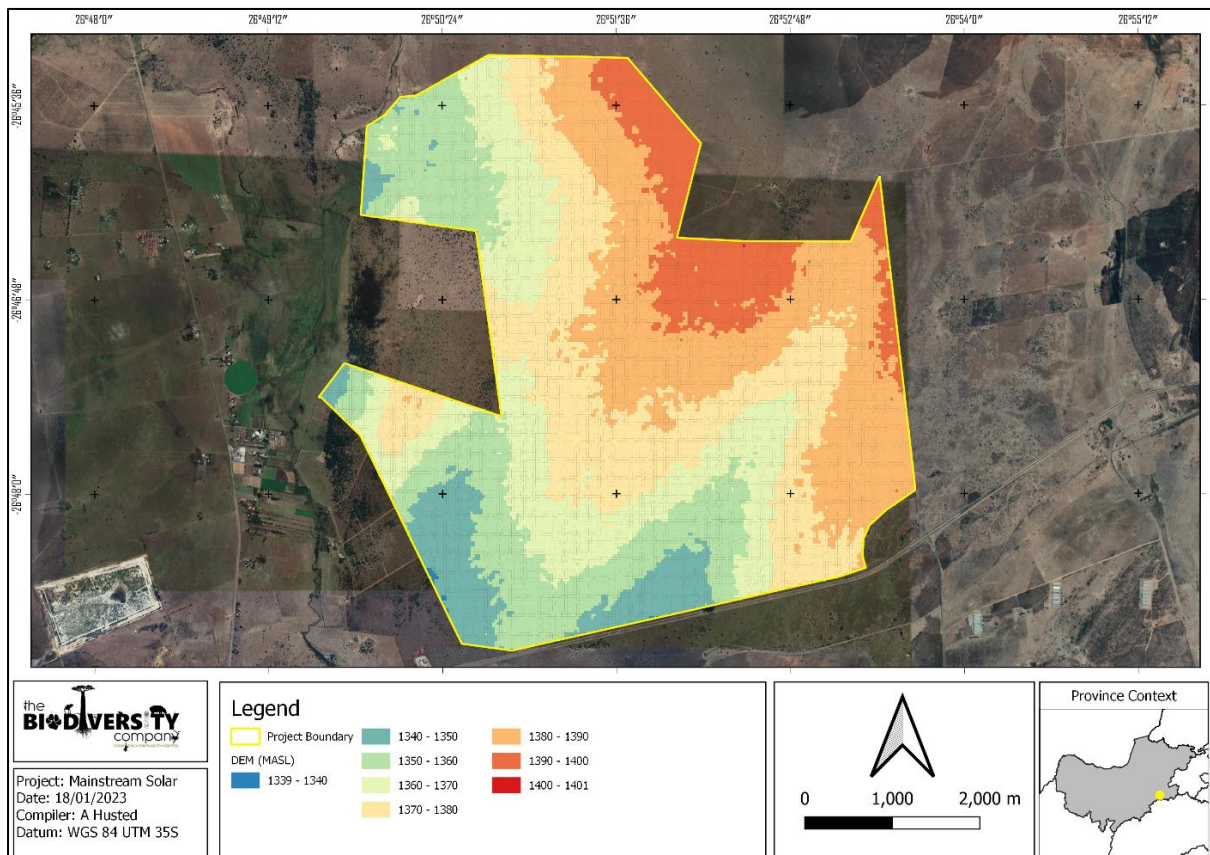 26°48'0" 26°49'12" 26°50'24" 26°51'36" 26°52'48" 26°54'0" 26°55'12"
-26°45'36"
-26°46'48"
-26°48'0"
the
BIODIVERSITY
company
Project: Mainstream Solar
Date: 18/01/2023
Compiler: A Husted
Datum: WGS 84 UTM 35S
Legend
Project Boundary
DEM (MASL)
1339 - 1340
1340 - 1350
1350 - 1360
1360 - 1370
1370 - 1380
1380 - 1390
1390 - 1400
1400 - 1401
0 1,000 2,000 m
Province Context